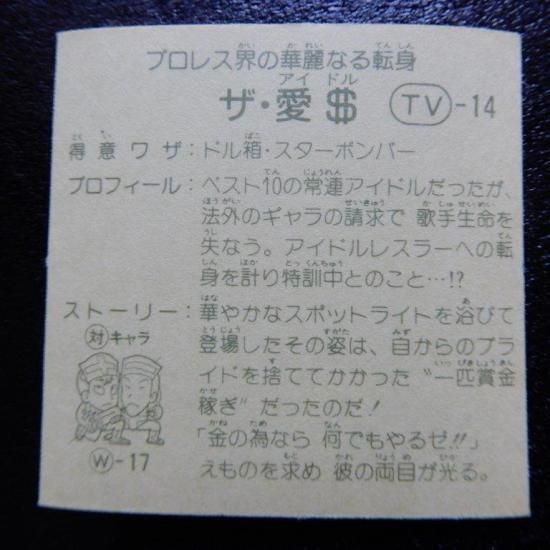 プロレス界の華麗なる転身
ザ・愛$ TV-14
得意ワザ:ドル箱・スターボンバー
プロフィール:ベスト10の常連アイドルだったが、
法外のギャラの請求で 歌手生命を
失なう。アイドルレスラーへの転
身を計り特訓中とのこと…!?
ストーリー:華やかなスポットライトを浴びて
登場したその姿は、自からのプラ
イドを捨ててかかった“一匹賞金
稼ぎ”だったのだ!
「金の為なら 何でもやるゼ!!」
えものを求め 彼の両目が光る。
対キャラ
W-17